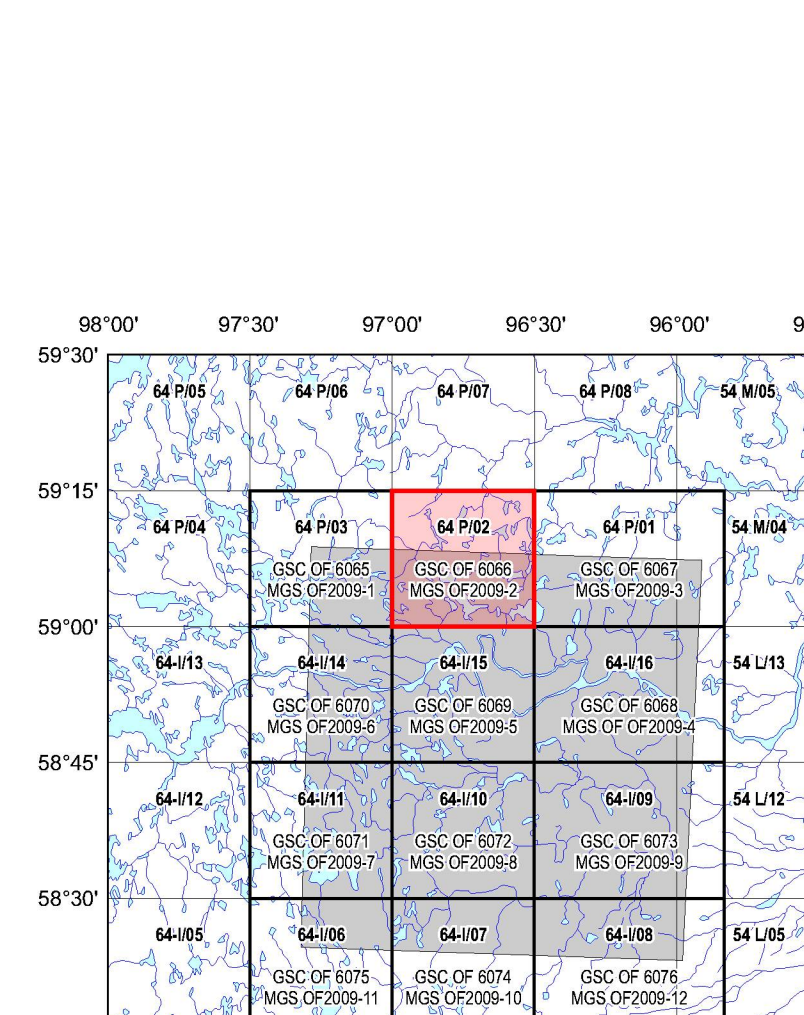 98°00' 97°30' 97°00' 96°30' 96°00' 9
59°30'
64 P/05 64 P/06 64 P/07 64 P/08 54 M/05
59°15'
64 P/04 64 P/03 64 P/02 64 P/01 54 M/04
GSC OF 6065 GSC OF 6066 GSC OF 6067
MGS OF2009-1 MGS OF2009-2 MGS OF2009-3
59°00'
64-I/13 64-I/14 64-I/15 64-I/16 54 L/13
GSC OF 6070 GSC OF 6069 GSC OF 6068
MGS OF2009-6 MGS OF2009-5 MGS OF OF2009-4
58°45'
64-I/12 64-I/11 64-I/10 64-I/09 54 L/12
GSC OF 6071 GSC OF 6072 GSC OF 6073
MGS OF2009-7 MGS OF2009-8 MGS OF2009-9
58°30'
64-I/05 64-I/06 64-I/07 64-I/08 54 L/05
GSC OF 6075 GSC OF 6074 GSC OF 6076
MGS OF2009-11 MGS OF2009-10 MGS OF2009-12